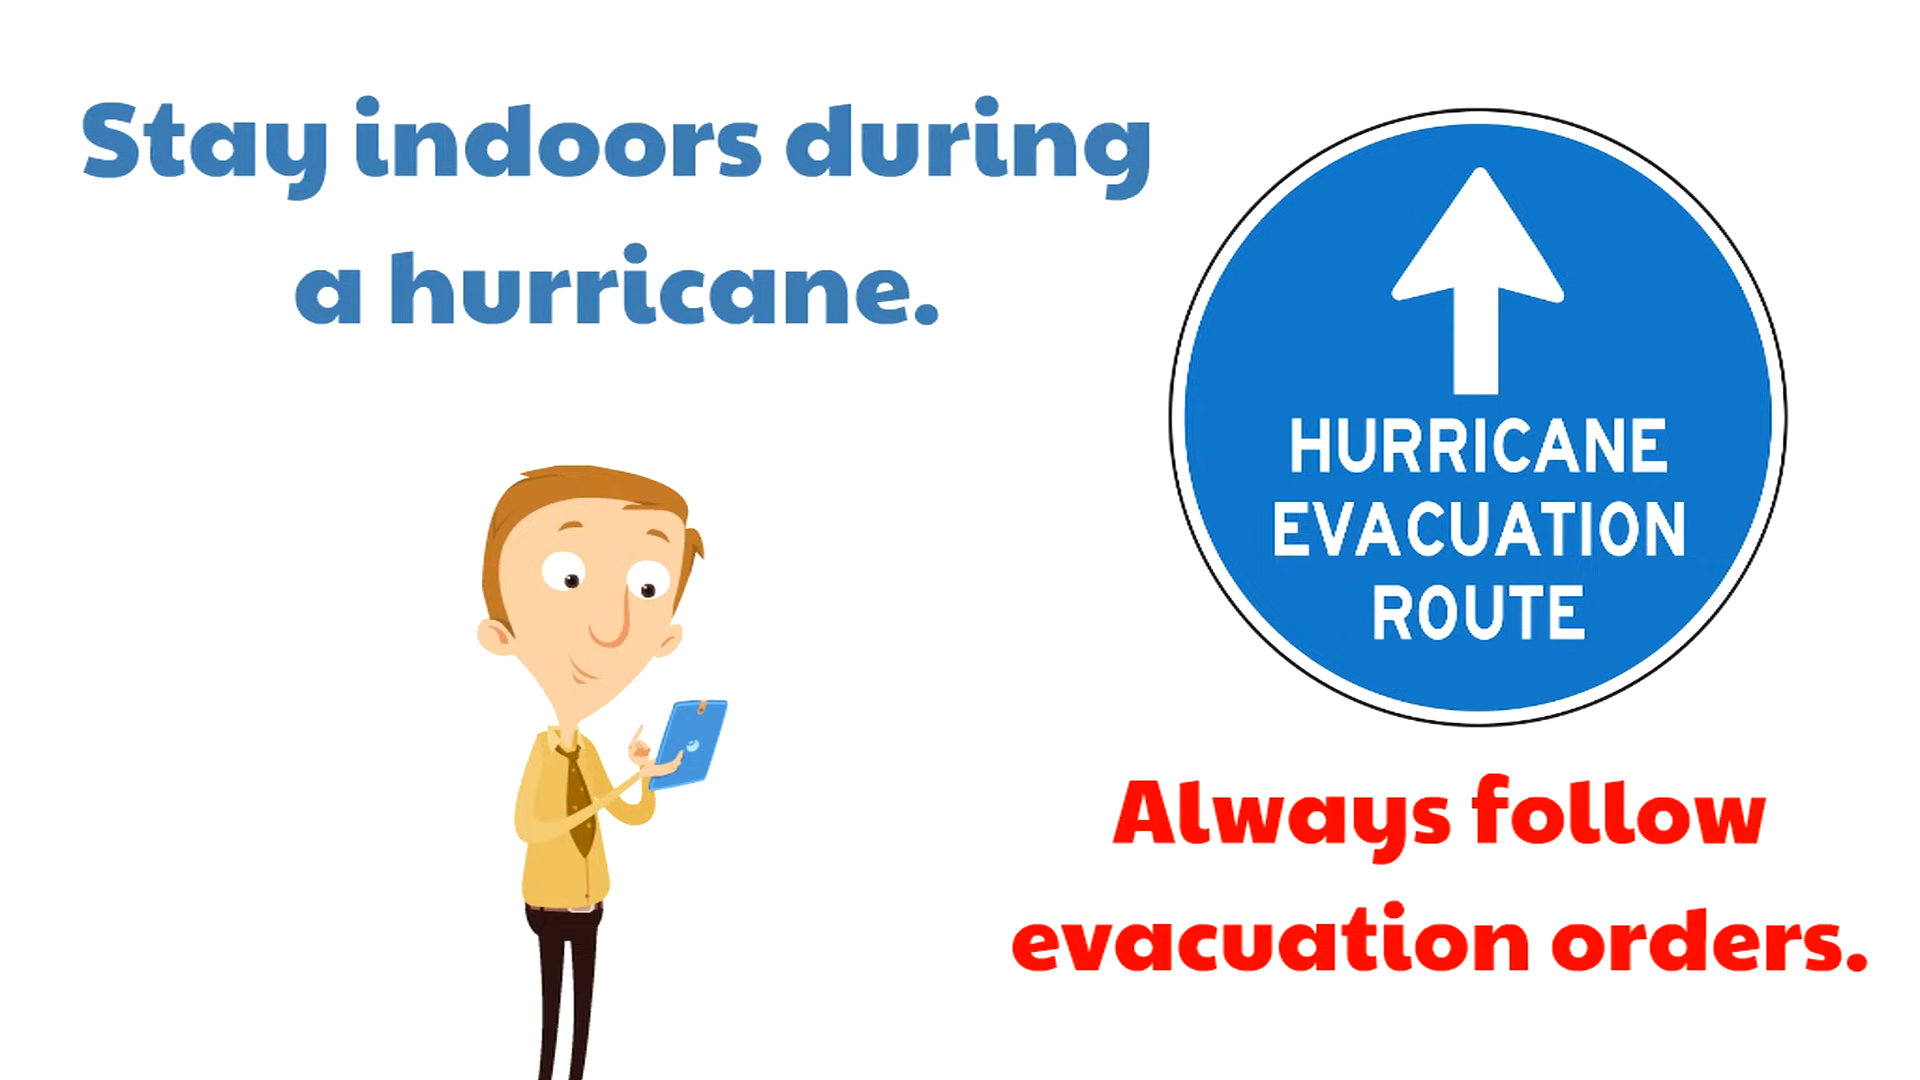 Stay indoors during
a hurricane.
HURRICANE
EVACUATION
ROUTE
Always follow
evacuation orders.